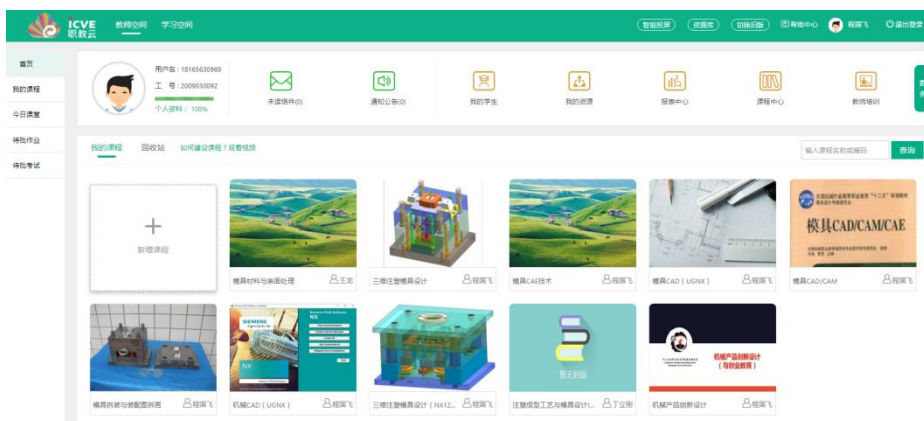 ICVE
职教云
教师空间 学习空间
智能投屏 资源库 切换旧版 帮助中心 程国飞 退出登录
首页
我的课程
今日课堂
待批作业
待批考试
用户名：18165630969
工 号：2009030092
个人资料： 100%
未读信件(0) 通知公告(0) 我的学生 我的资源 报表中心 课程中心 教师培训
我的课程 回收站 如何建设课程？观看视频
输入课程名称或编码 查询
新增课程
模具CAD/CAM/CAE
模具材料与表面处理 王龙
三维注塑模具设计 程国飞
模具CAE技术 程国飞
模具CAD（UGNX） 程国飞
模具CAD/CAM 程国飞
SIEMENS
NX
暂无封面
机械产品创新设计
（与创业教育）
模具拆装与装配图拆画 程国飞
机械CAD（UGNX） 程国飞
三维注塑模具设计（NX12... 程国飞
注塑成型工艺与模具设计(... 丁立刚
机械产品创新设计 程国飞